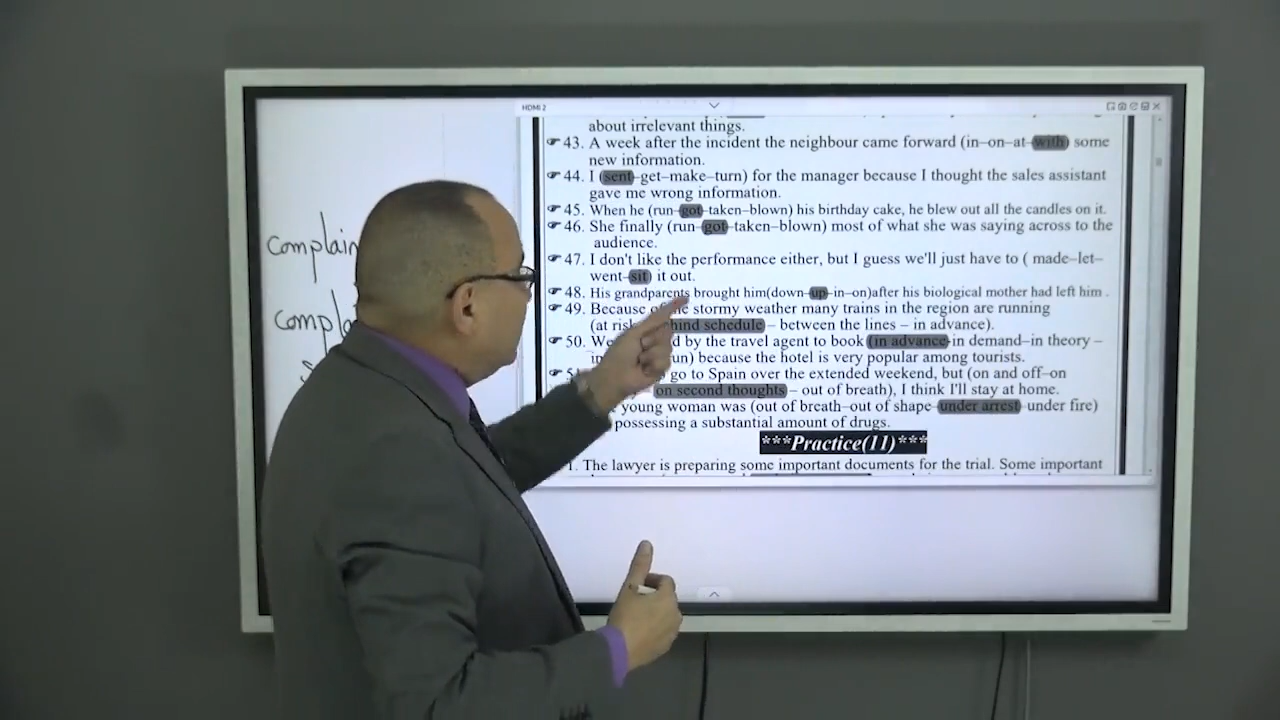 HDMI 2
about irrelevant things.
43. A week after the incident the neighbour came forward (in–on–at–with) some
new information.
44. I (sent–get–make–turn) for the manager because I thought the sales assistant
gave me wrong information.
45. When he (run–got–taken–blown) his birthday cake, he blew out all the candles on it.
46. She finally (run–got–taken–blown) most of what she was saying across to the
audience.
47. I don't like the performance either, but I guess we'll just have to ( made–let–
went–sit) it out.
48. His grandparents brought him(down–up–in–on)after his biological mother had left him .
49. Because of the stormy weather many trains in the region are running
(at risk hind schedule – between the lines – in advance).
50. We d by the travel agent to book (in advance–in demand–in theory –
un) because the hotel is very popular among tourists.
go to Spain over the extended weekend, but (on and off–on
– on second thoughts – out of breath), I think I'll stay at home.
young woman was (out of breath–out of shape–under arrest–under fire)
possessing a substantial amount of drugs.
***Practice(11)***
1. The lawyer is preparing some important documents for the trial. Some important
complain
compla